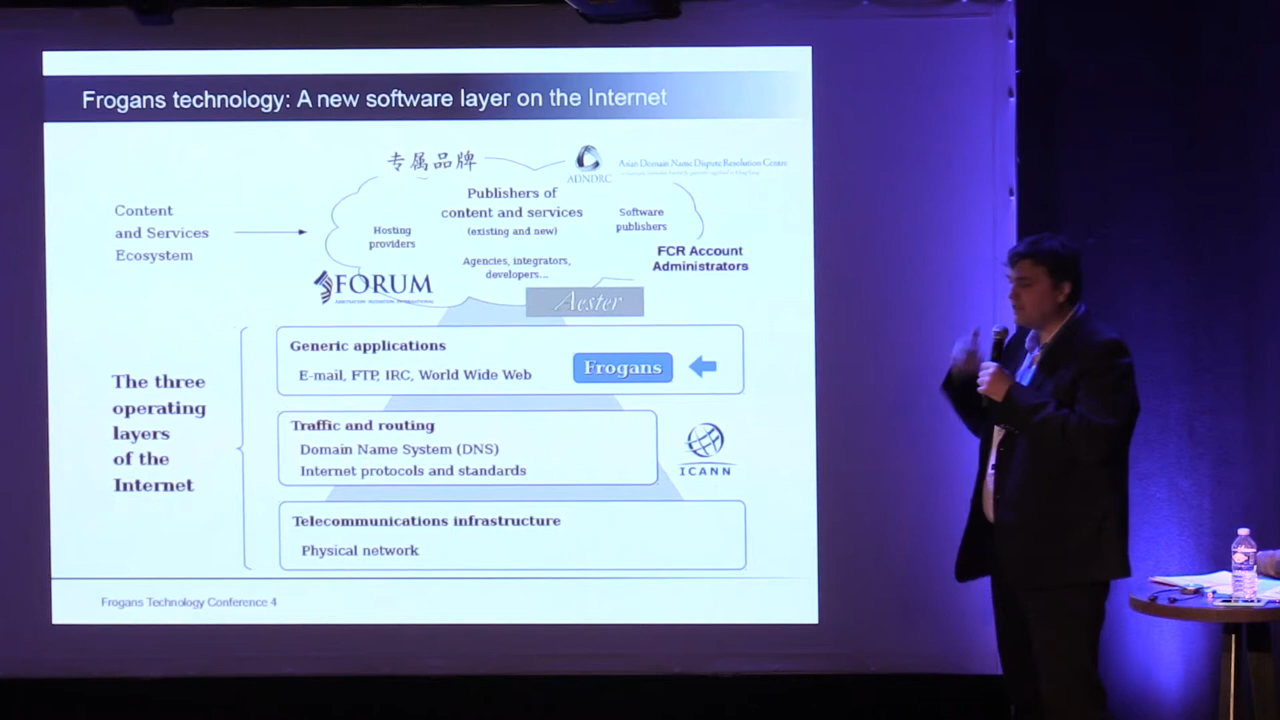 Frogans technology: A new software layer on the Internet
专属品牌
ADNDRC
Asian Domain Name Dispute Resolution Centre
Content
and Services
Ecosystem
Publishers of
content and services
(existing and new)
Hosting
providers
Software
publishers
Agencies, integrators,
developers...
FCR Account
Administrators
FORUM
ARBITRATION MEDIATION INTERNATIONAL
Aester
The three
operating
layers
of the
Internet
Generic applications
E-mail, FTP, IRC, World Wide Web
Frogans
Traffic and routing
Domain Name System (DNS)
Internet protocols and standards
ICANN
Telecommunications infrastructure
Physical network
Frogans Technology Conference 4